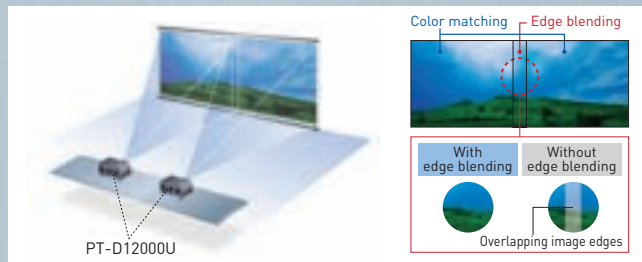 Color matching
Edge blending
With
edge blending
Without
edge blending
Overlapping image edges
PT-D12000U